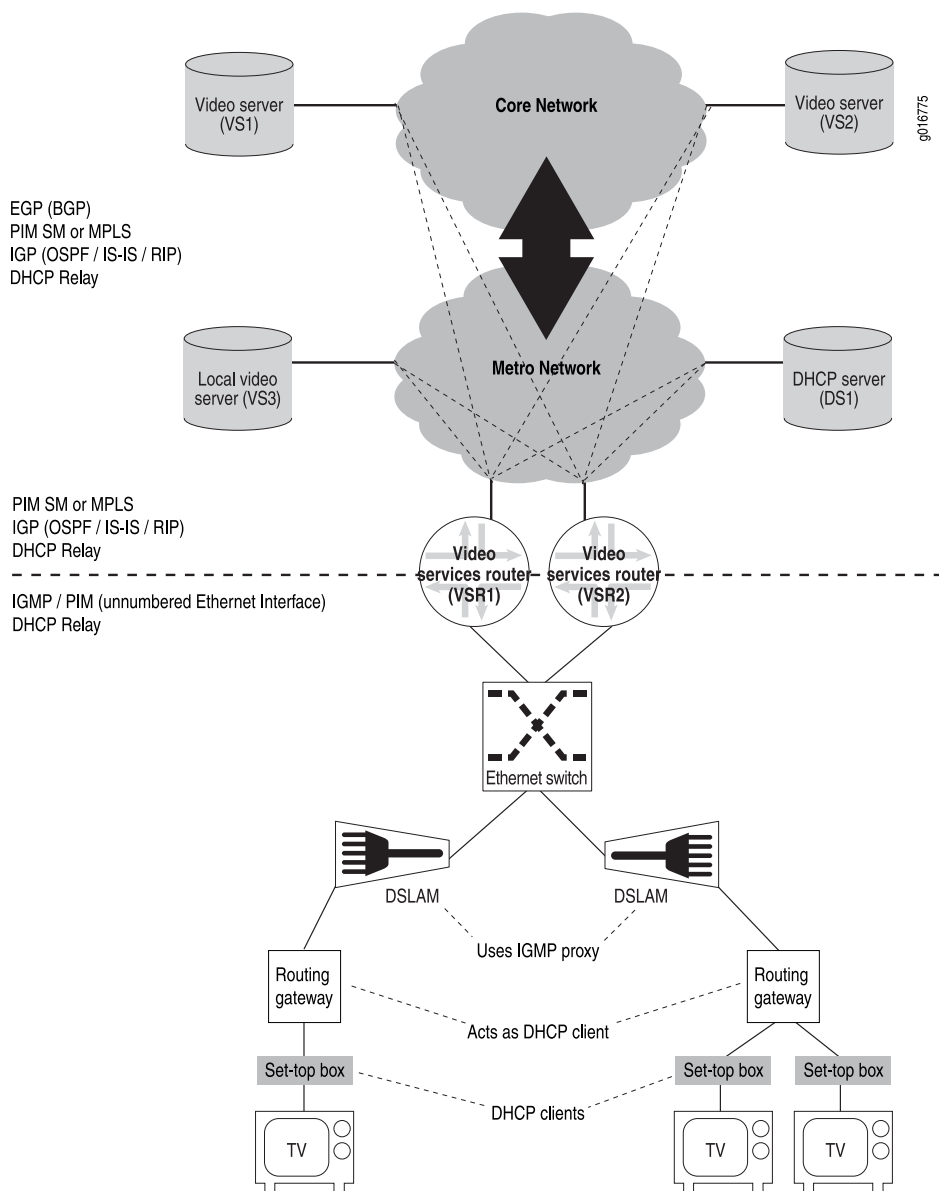 Video server
(VS1)
Core Network
Video server
(VS2)
g016775
EGP (BGP)
PIM SM or MPLS
IGP (OSPF / IS-IS / RIP)
DHCP Relay
Local video
server (VS3)
Metro Network
DHCP server
(DS1)
PIM SM or MPLS
IGP (OSPF / IS-IS / RIP)
DHCP Relay
Video
services router
(VSR1)
Video
services router
(VSR2)
IGMP / PIM (unnumbered Ethernet Interface)
DHCP Relay
Ethernet switch
DSLAM
DSLAM
Uses IGMP proxy
Routing
gateway
Routing
gateway
Acts as DHCP client
Set-top box
Set-top box
Set-top box
DHCP clients
TV
TV
TV